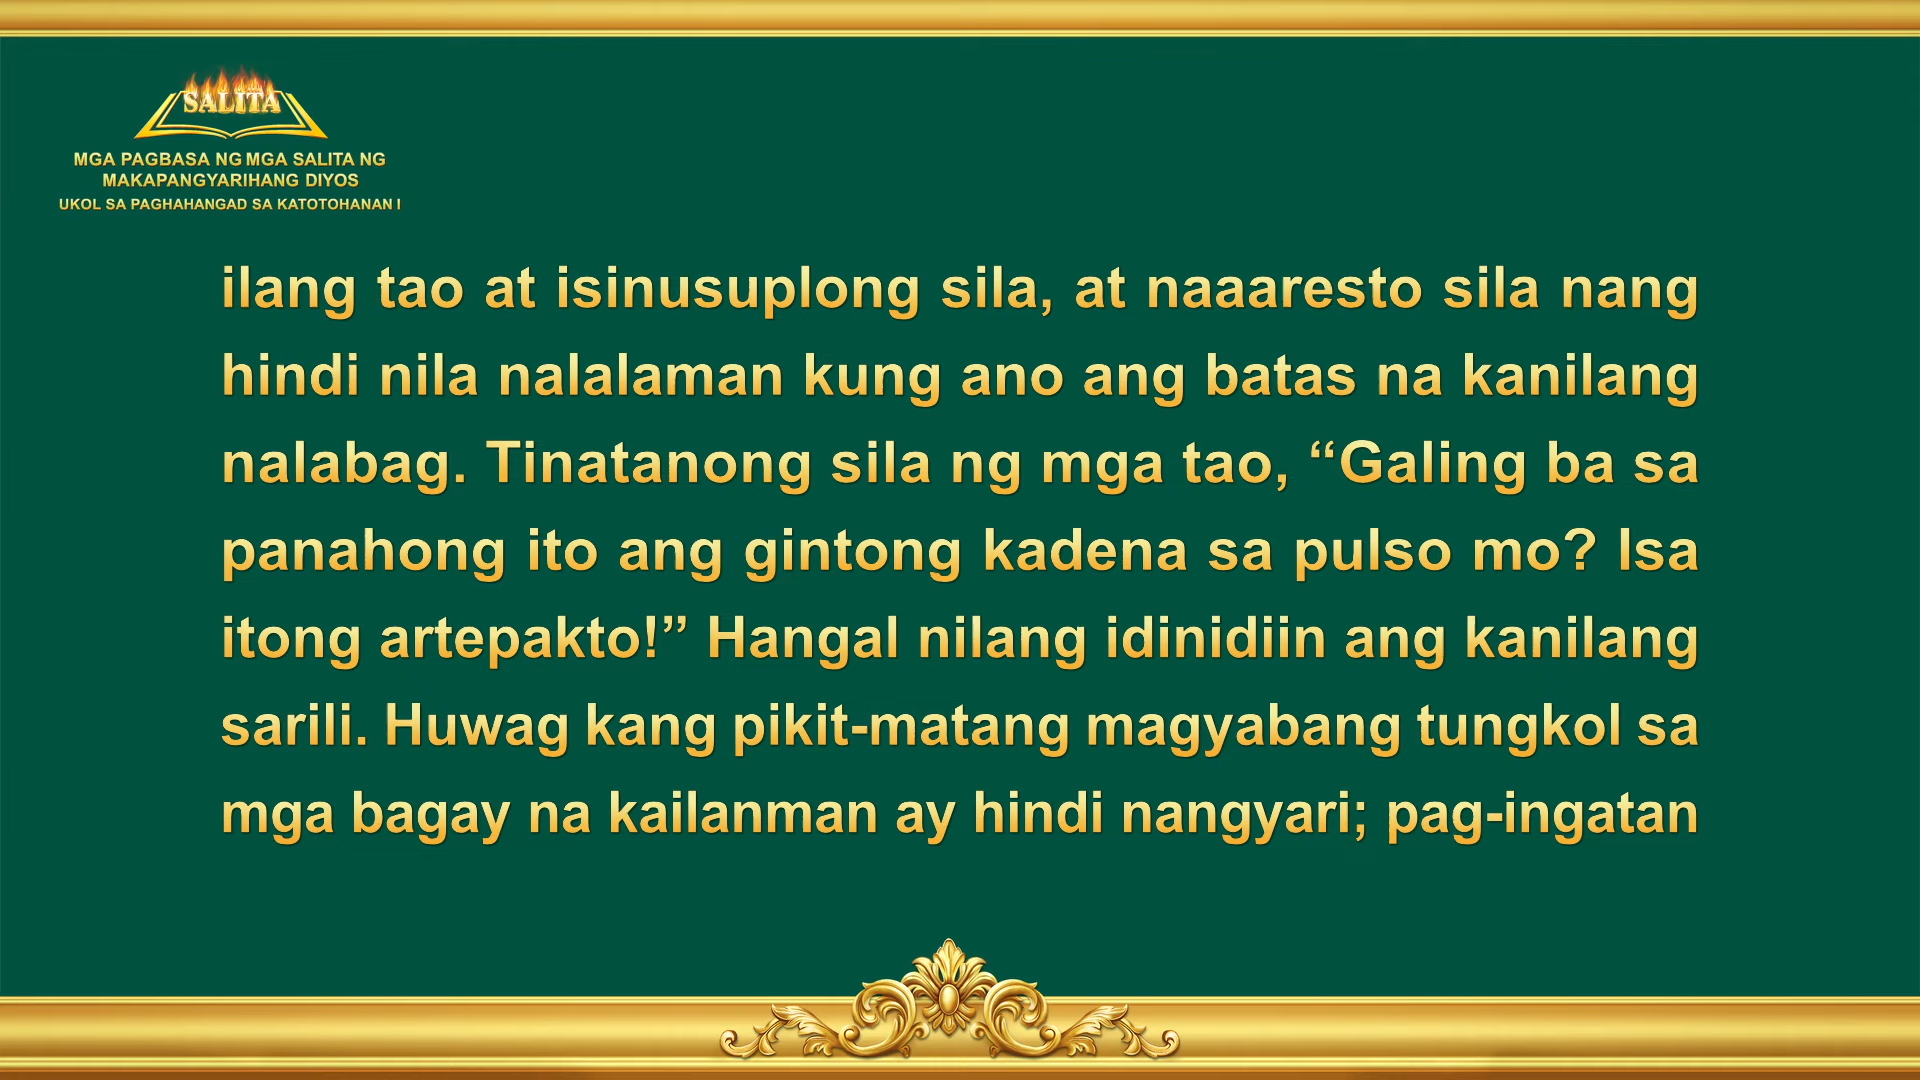 SALITA
MGA PAGBASA NG MGA SALITA NG
MAKAPANGYARIHANG DIYOS
UKOL SA PAGHAHANGAD SA KATOTOHANAN I
ilang tao at isinusuplong sila, at naaaresto sila nang
hindi nila nalalaman kung ano ang batas na kanilang
nalabag. Tinatanong sila ng mga tao, “Galing ba sa
panahong ito ang gintong kadena sa pulso mo? Isa
itong artepakto!” Hangal nilang idinidiin ang kanilang
sarili. Huwag kang pikit-matang magyabang tungkol sa
mga bagay na kailanman ay hindi nangyari; pag-ingatan